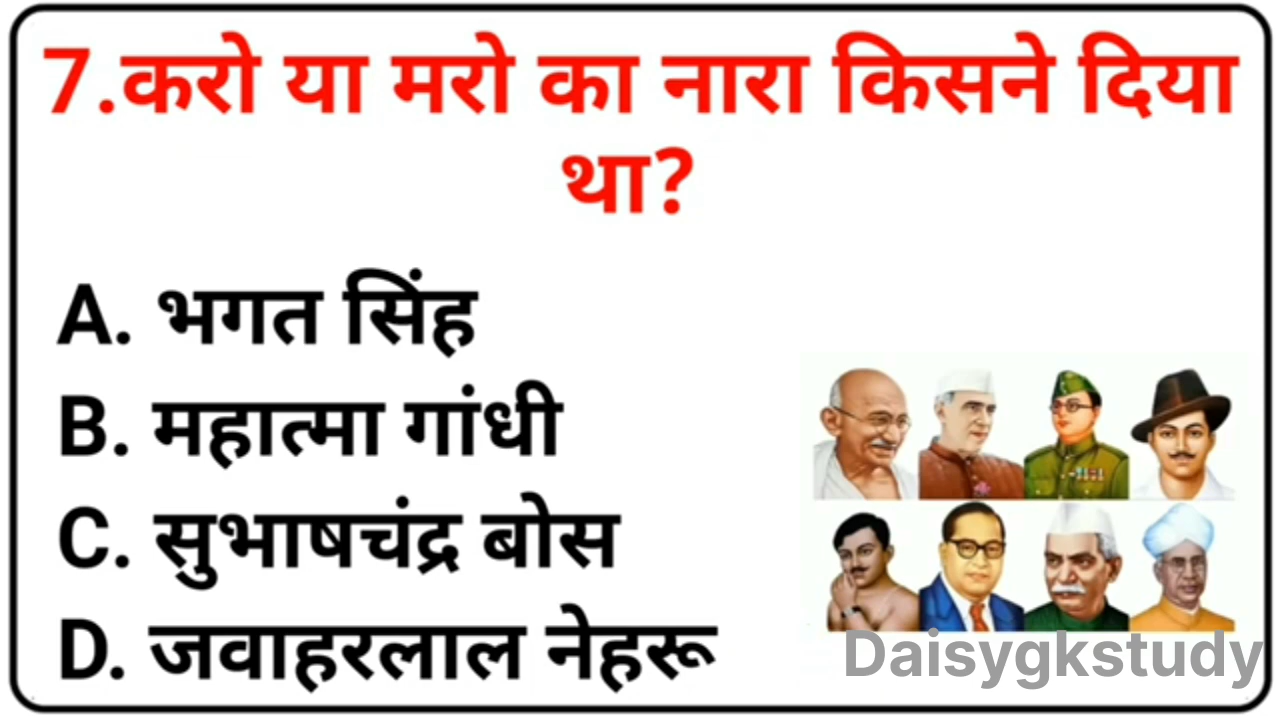 7.करो या मरो का नारा किसने दिया
था?
A. भगत सिंह
B. महात्मा गांधी
C. सुभाषचंद्र बोस
D. जवाहरलाल नेहरू
Daisygkstudy